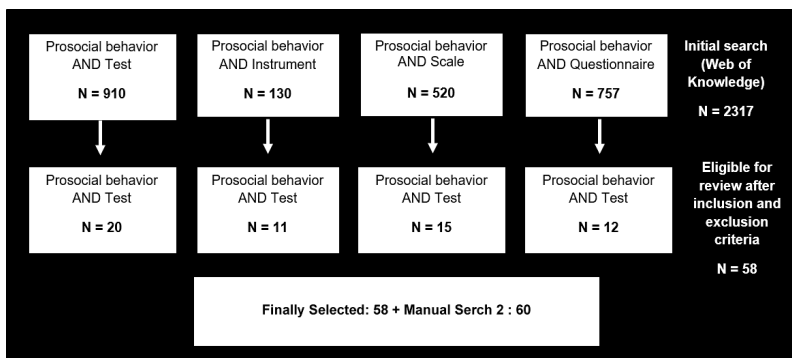 Prosocial behavior
AND Test
N = 910
Prosocial behavior
AND Instrument
N = 130
Prosocial behavior
AND Scale
N = 520
Prosocial behavior
AND Questionnaire
N = 757
Initial search
(Web of
Knowledge)
N = 2317
Prosocial behavior
AND Test
N = 20
Prosocial behavior
AND Test
N = 11
Prosocial behavior
AND Test
N = 15
Prosocial behavior
AND Test
N = 12
Eligible for
review after
inclusion and
exclusion
criteria
N = 58
Finally Selected: 58 + Manual Serch 2 : 60